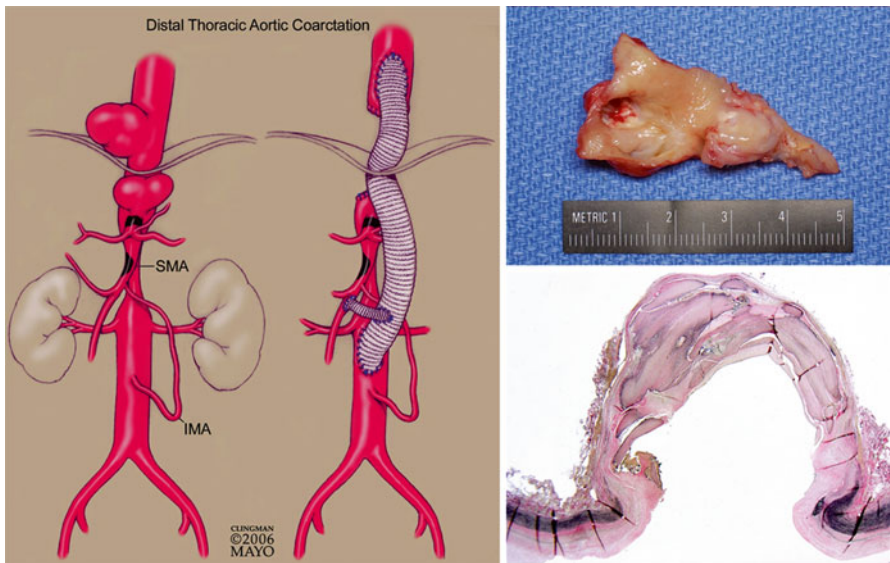 Distal Thoracic Aortic Coarctation
SMA
IMA
CLINGMAN
©2006
MAYO
METRIC 1 2 3 4 5